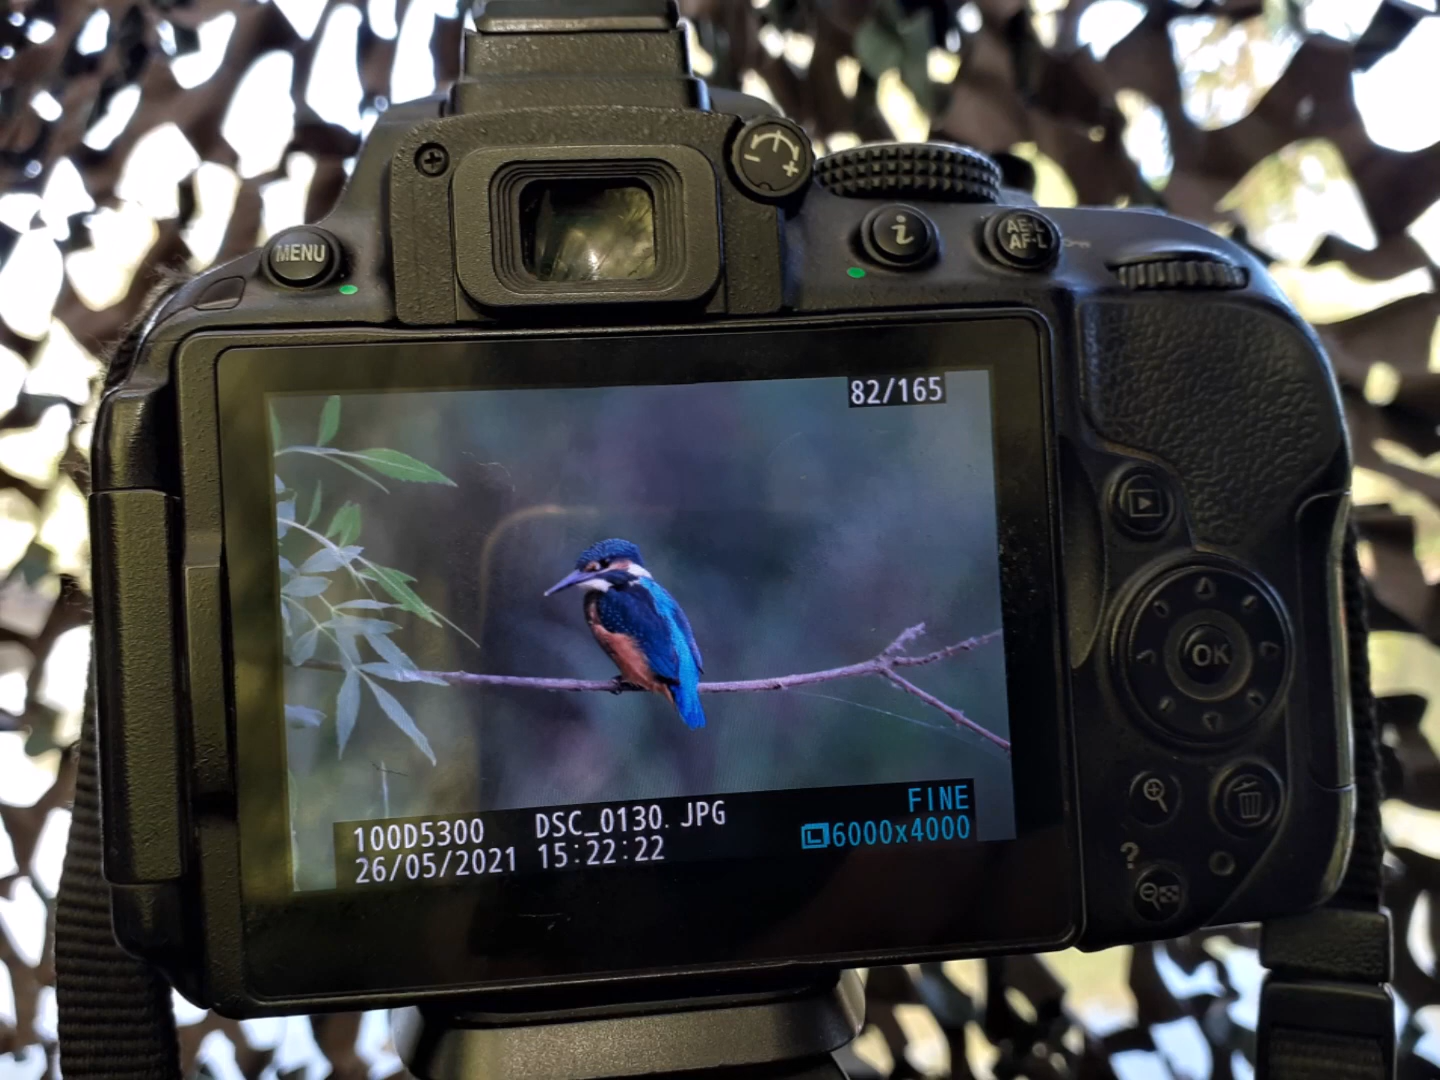 MENU
i
AE-L
AF-L
82/165
OK
100D5300 DSC_0130.JPG FINE
26/05/2021 15:22:22 L 6000x4000
?